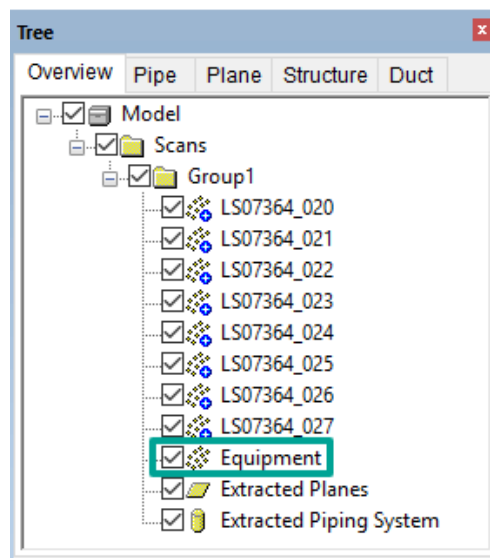 Tree
x
Overview Pipe Plane Structure Duct
Model
Scans
Group1
LS07364_020
LS07364_021
LS07364_022
LS07364_023
LS07364_024
LS07364_025
LS07364_026
LS07364_027
Equipment
Extracted Planes
Extracted Piping System